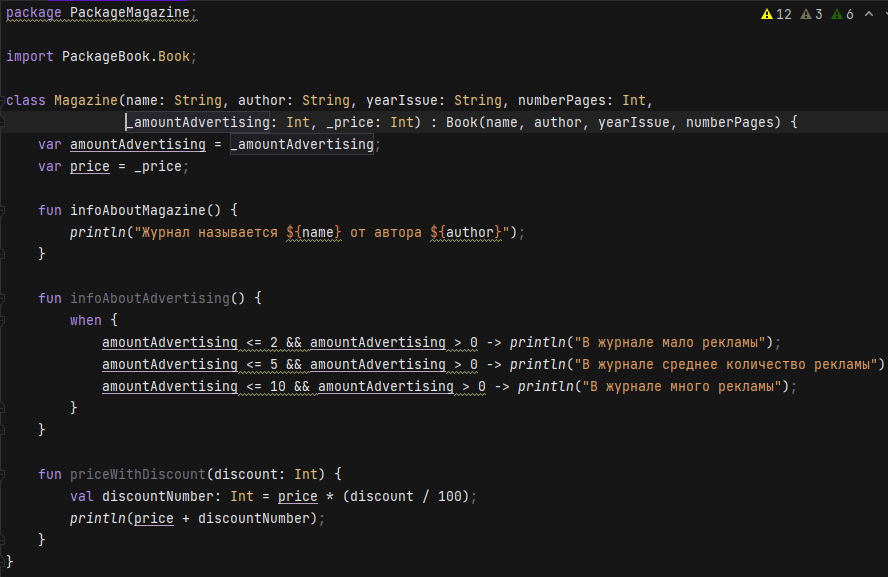 package PackageMagazine;
12 3 6
import PackageBook.Book;
class Magazine(name: String, author: String, yearIssue: String, numberPages: Int,
_amountAdvertising: Int, _price: Int) : Book(name, author, yearIssue, numberPages) {
var amountAdvertising = _amountAdvertising;
var price = _price;
fun infoAboutMagazine() {
println("Журнал называется ${name} от автора ${author}");
}
fun infoAboutAdvertising() {
when {
amountAdvertising <= 2 && amountAdvertising > 0 -> println("В журнале мало рекламы");
amountAdvertising <= 5 && amountAdvertising > 0 -> println("В журнале среднее количество рекламы")
amountAdvertising <= 10 && amountAdvertising > 0 -> println("В журнале много рекламы");
}
}
fun priceWithDiscount(discount: Int) {
val discountNumber: Int = price * (discount / 100);
println(price + discountNumber);
}
}